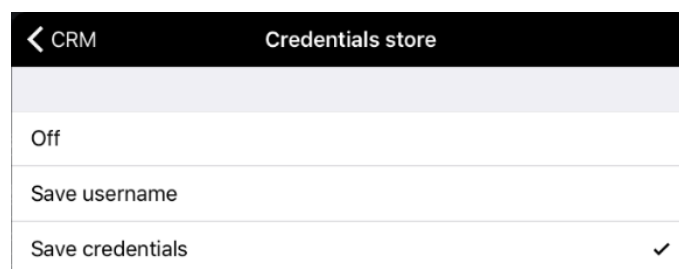 CRM Credentials store
Off
Save username
Save credentials